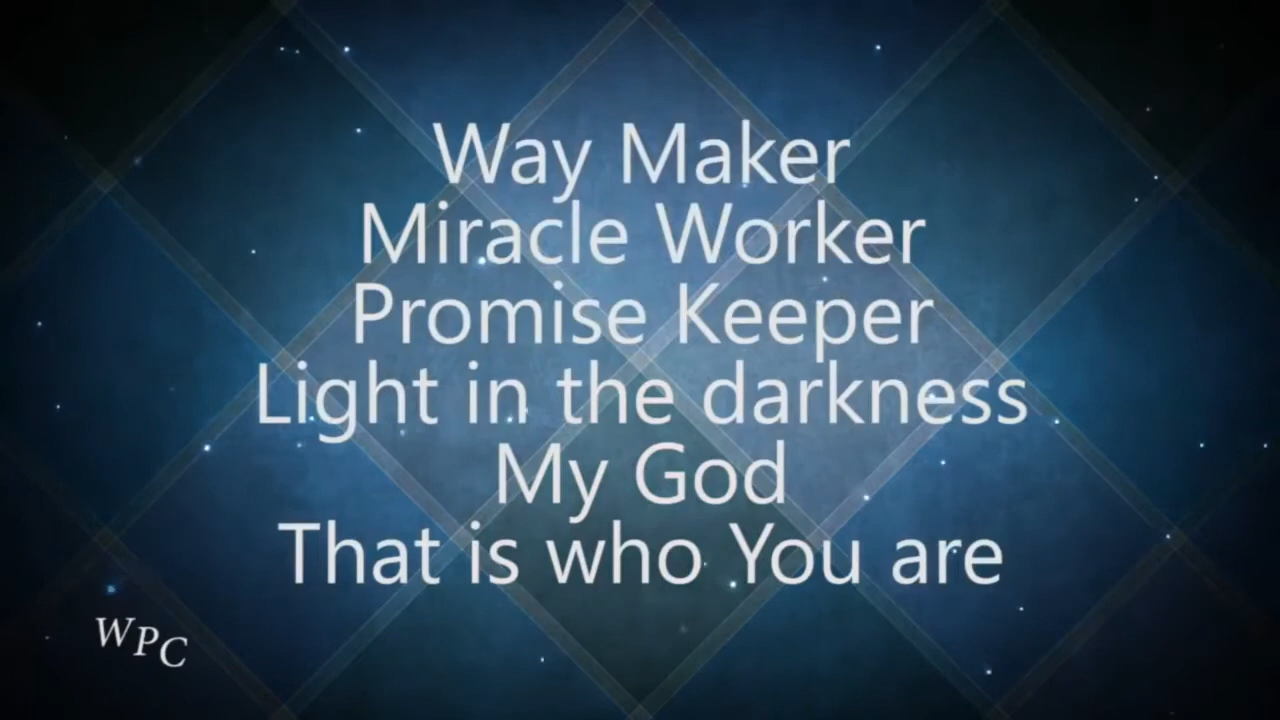 Way Maker
Miracle Worker
Promise Keeper
Light in the darkness
My God
That is who You are
WPC